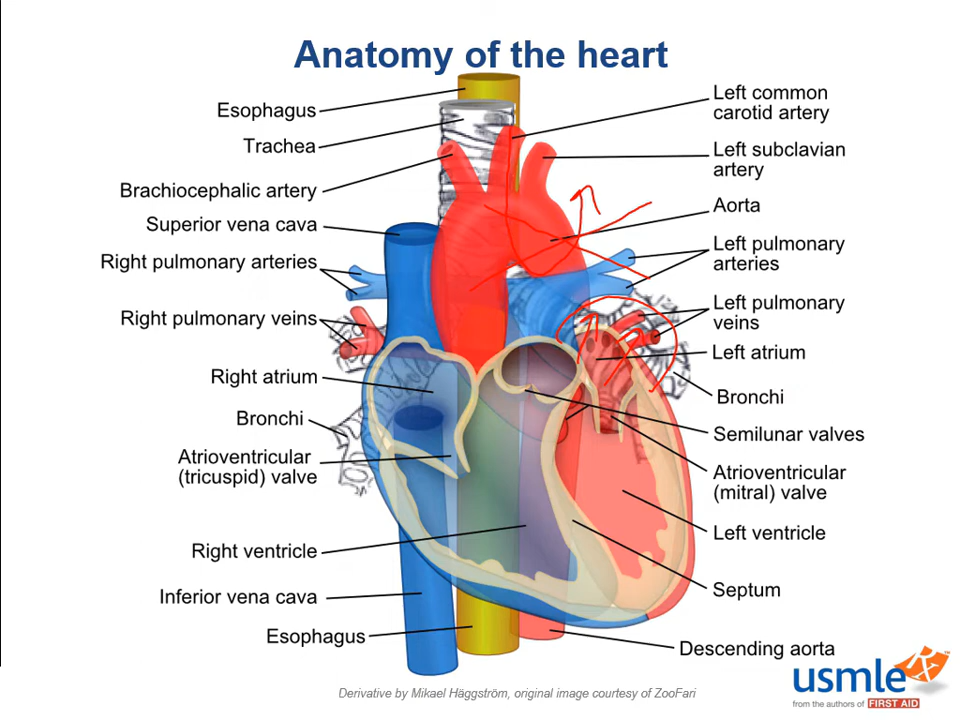 Anatomy of the heart
Esophagus
Trachea
Brachiocephalic artery
Superior vena cava
Right pulmonary arteries
Right pulmonary veins
Right atrium
Bronchi
Atrioventricular
(tricuspid) valve
Right ventricle
Inferior vena cava
Esophagus
Left common
carotid artery
Left subclavian
artery
Aorta
Left pulmonary
arteries
Left pulmonary
veins
Left atrium
Bronchi
Semilunar valves
Atrioventricular
(mitral) valve
Left ventricle
Septum
Descending aorta
Derivative by Mikael Häggström, original image courtesy of ZooFari
usmle Rx™
from the authors of FIRST AID